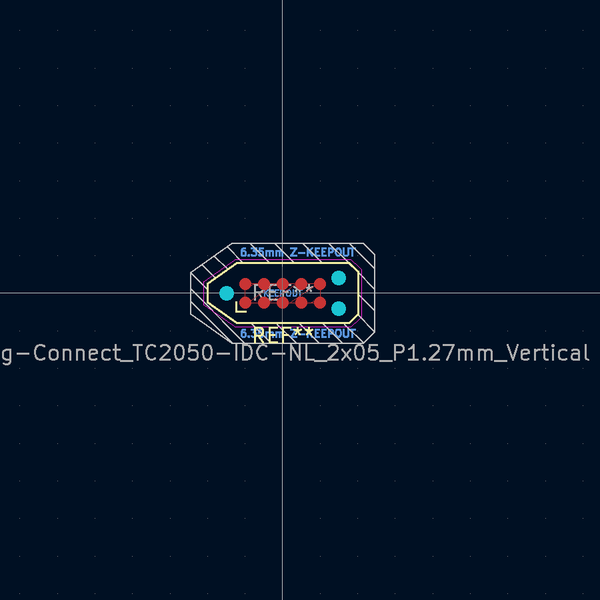 6.35mm Z-KEEPOUT
REF**
KEEPOUT
6.35mm Z-KEEPOUT
REF**
g-Connect_TC2050-IDC-NL_2x05_P1.27mm_Vertical